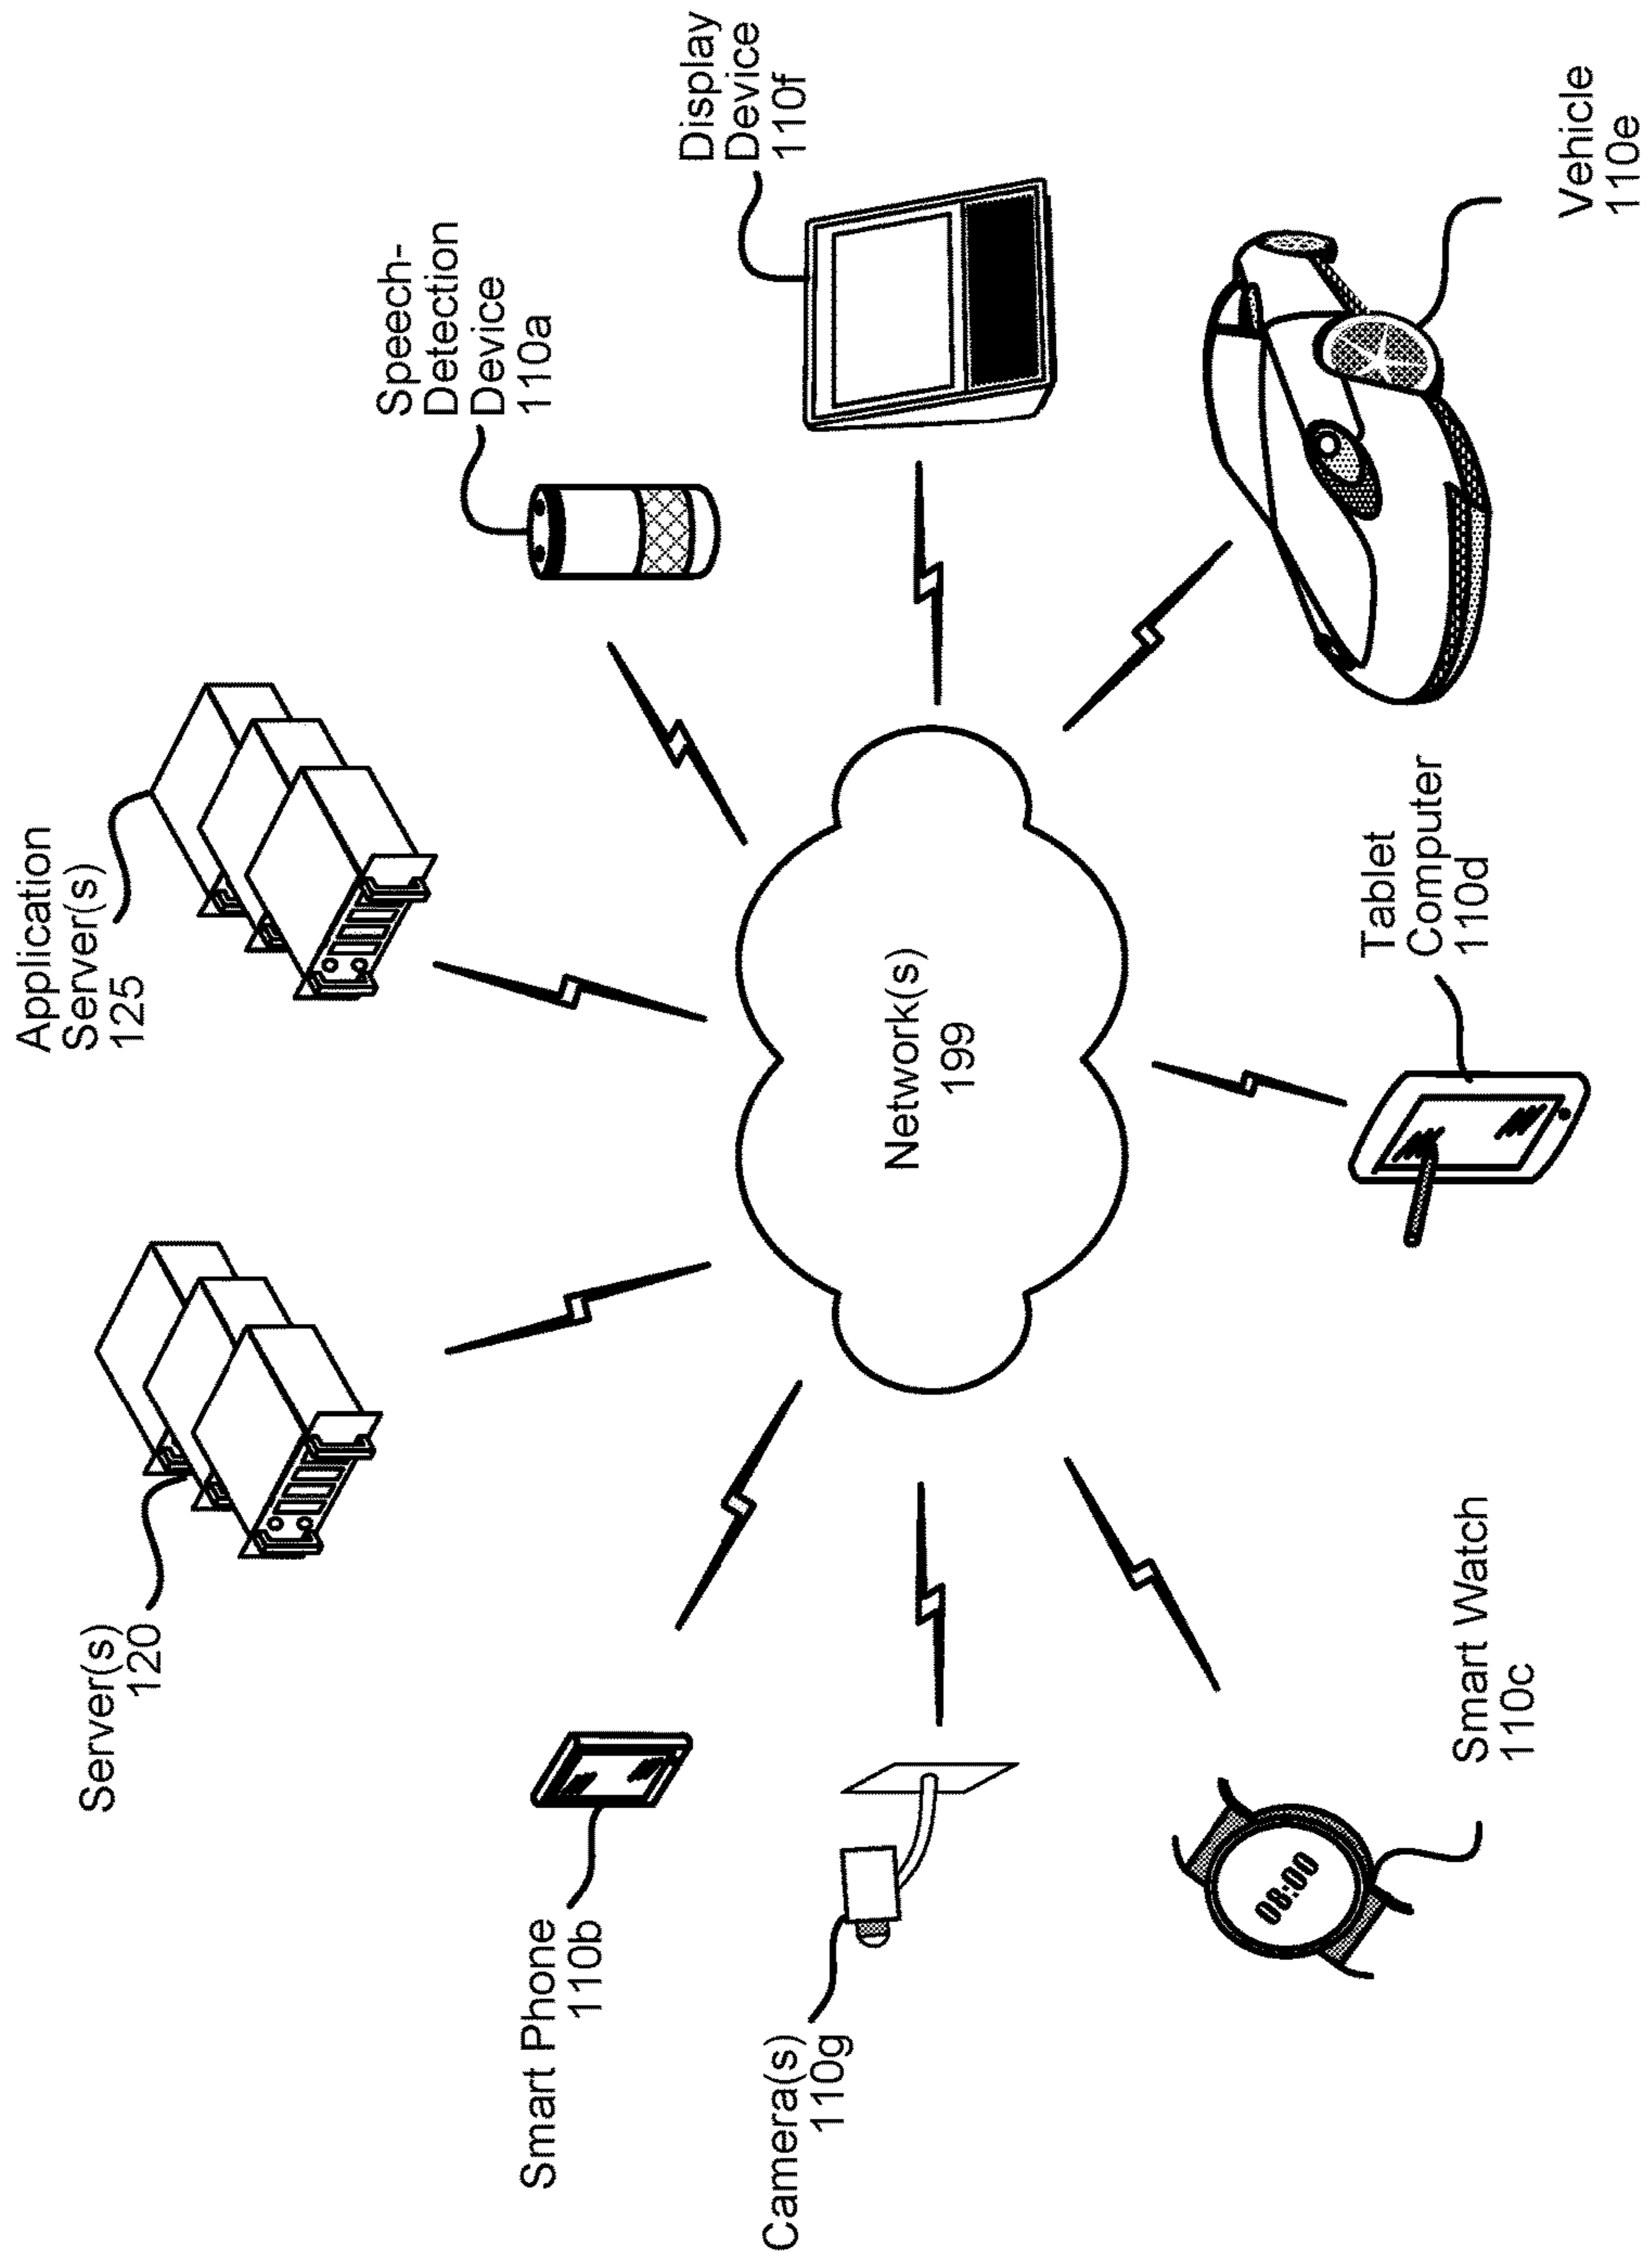 Server(s)
120
Application
Server(s)
125
Smart Phone
110b
Speech-
Detection
Device
110a
Camera(s)
110g
Network(s)
199
Display
Device
110f
08:00
Smart Watch
110c
Tablet
Computer
110d
Vehicle
110e